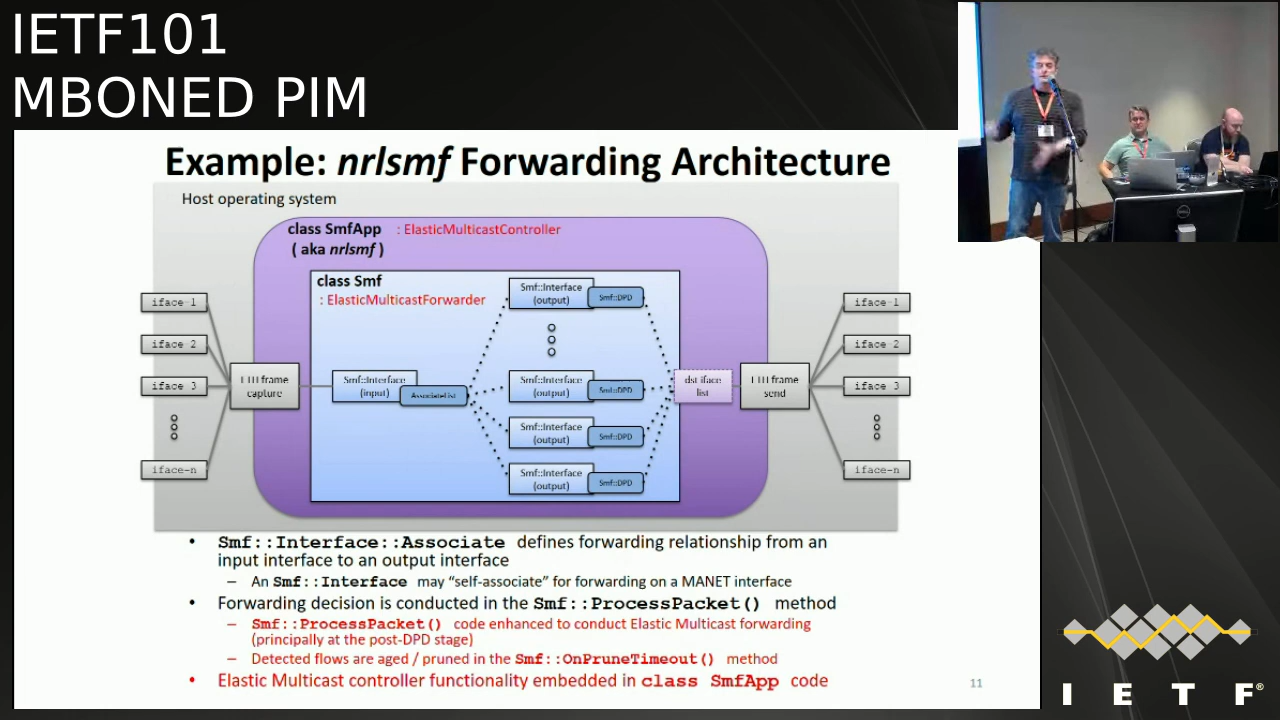 IETF101
MBONED PIM
Example: nrlsmf Forwarding Architecture
Host operating system
class SmfApp : ElasticMulticastController
( aka nrlsmf )
class Smf
: ElasticMulticastForwarder
iface 1
iface 2
iface 3
iface-n
ETH frame
capture
Smf::Interface
(input)
AssociateList
Smf::Interface
(output)
Smf::DPD
Smf::Interface
(output)
Smf::DPD
Smf::Interface
(output)
Smf::DPD
Smf::Interface
(output)
Smf::DPD
dst iface
list
ETH frame
send
iface 1
iface 2
iface 3
iface-n
• Smf::Interface::Associate defines forwarding relationship from an
input interface to an output interface
– An Smf::Interface may “self-associate” for forwarding on a MANET interface
• Forwarding decision is conducted in the Smf::ProcessPacket() method
– Smf::ProcessPacket() code enhanced to conduct Elastic Multicast forwarding
(principally at the post-DPD stage)
– Detected flows are aged / pruned in the Smf::OnPruneTimeout() method
• Elastic Multicast controller functionality embedded in class SmfApp code
11
DELL
I E T F®